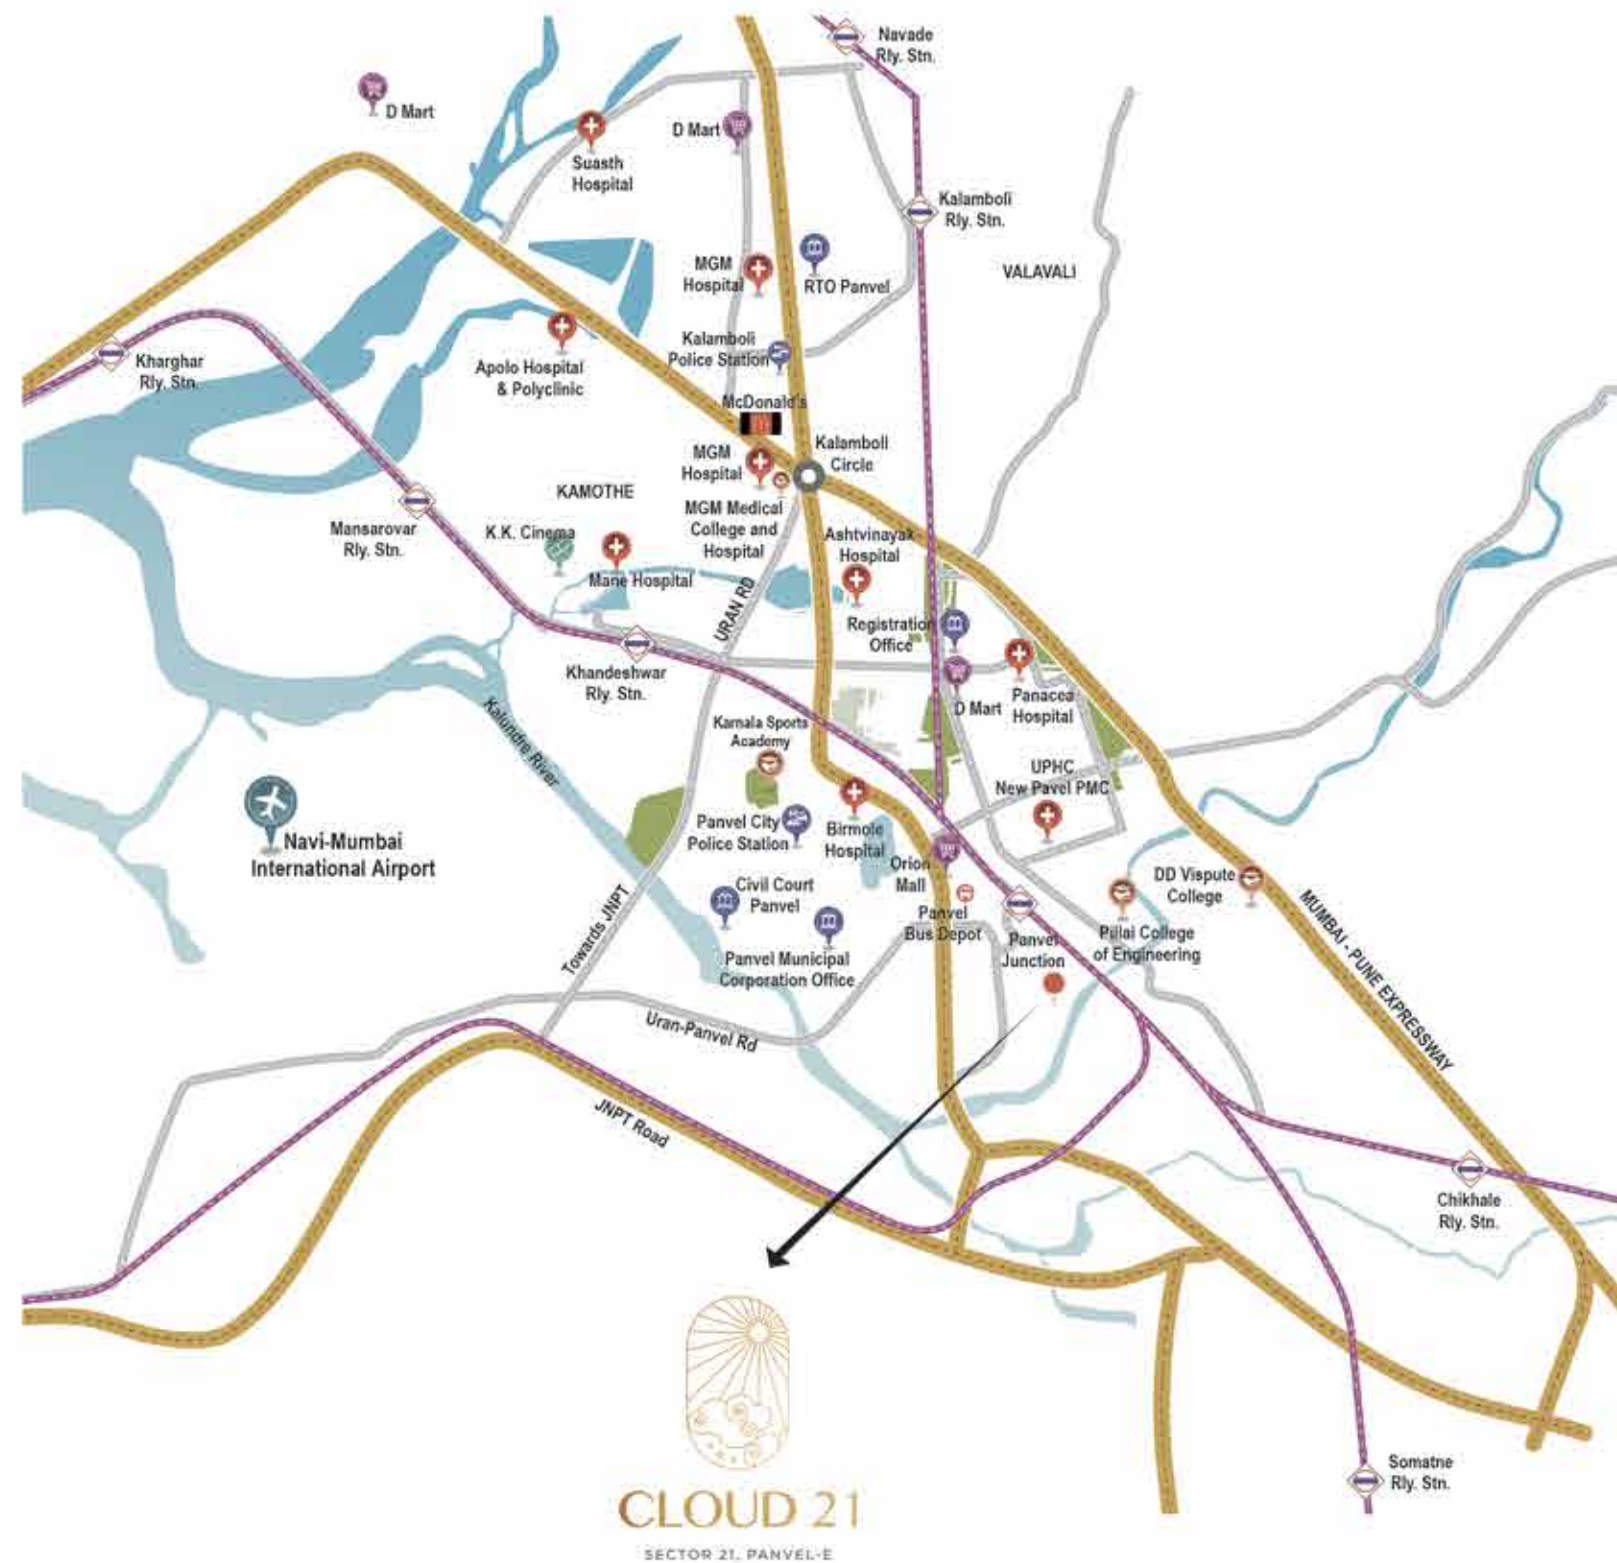 Navade
Rly. Stn.
D Mart
D Mart
Suasth
Hospital
Kalamboli
Rly. Stn.
MGM
Hospital
RTO Panvel
VALAVALI
Kalamboli
Police Station
Kharghar
Rly. Stn.
Apolo Hospital
& Polyclinic
McDonald's
Kalamboli
Circle
MGM
Hospital
KAMOTHE
MGM Medical
College and
Hospital
Mansarovar
Rly. Stn.
K.K. Cinema
Ashtvinayak
Hospital
Mane Hospital
URAN RD
Registration
Office
Khandeshwar
Rly. Stn.
D Mart
Panacea
Hospital
Kalundre River
Karnala Sports
Academy
UPHC
New Pavel PMC
Panvel City
Police Station
Birmole
Hospital
Navi-Mumbai
International Airport
Orion
Mall
DD Vispute
College
Civil Court
Panvel
Panvel
Bus Depot
Towards JNPT
Panvel
Junction
Pillai College
of Engineering
MUMBAI - PUNE EXPRESSWAY
Panvel Municipal
Corporation Office
Uran-Panvel Rd
JNPT Road
Chikhale
Rly. Stn.
Somatne
Rly. Stn.
CLOUD 21
SECTOR 21, PANVEL-E